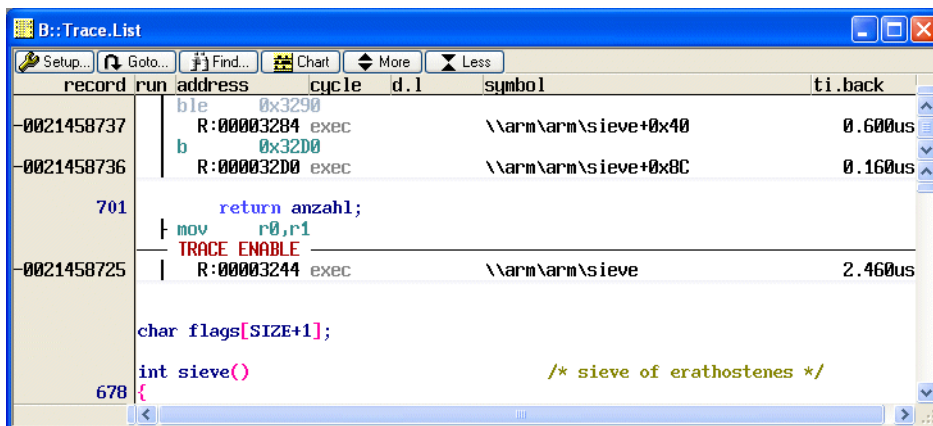 B::Trace.List
Setup... Goto... Find... Chart More Less
record run address cycle d.l symbol ti.back
ble 0x3290
-0021458737 R:00003284 exec \\arm\arm\sieve+0x40 0.600us
b 0x32D0
-0021458736 R:000032D0 exec \\arm\arm\sieve+0x8C 0.160us
701 return anzahl;
mov r0,r1
TRACE ENABLE
-0021458725 R:00003244 exec \\arm\arm\sieve 2.460us
char flags[SIZE+1];
int sieve() /* sieve of erathostenes */
678 {